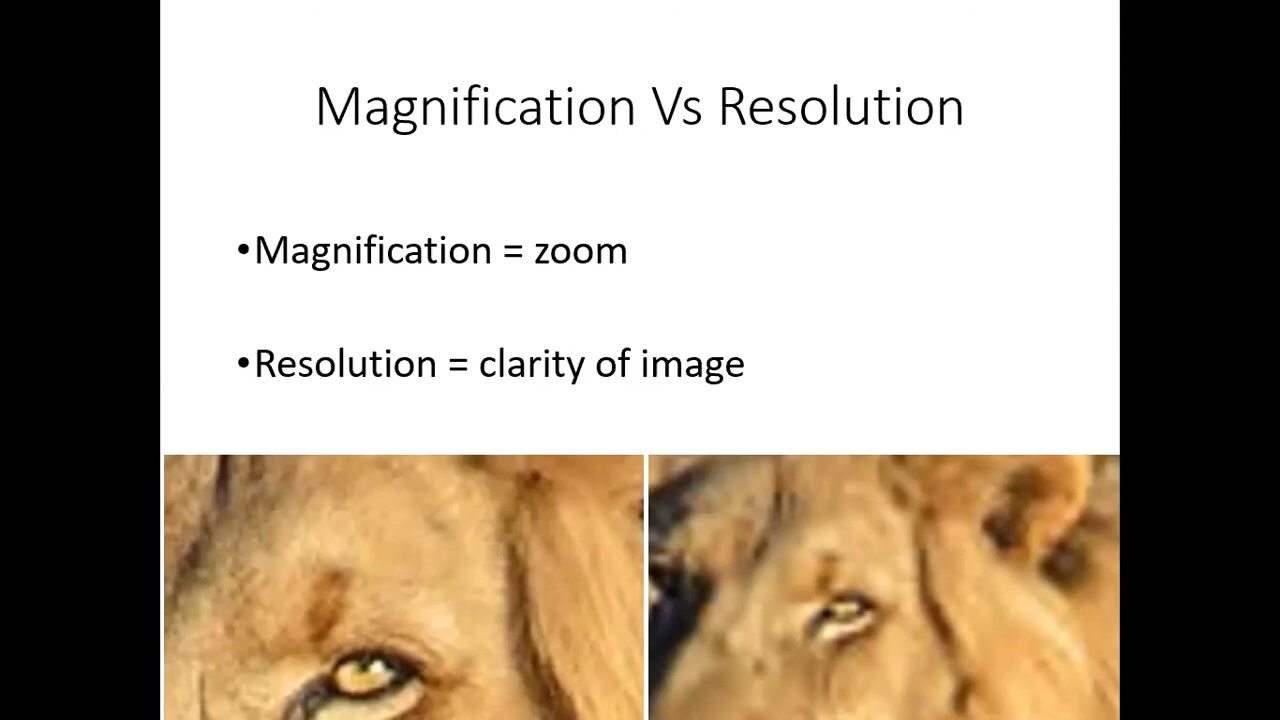 Magnification Vs Resolution
•Magnification = zoom
•Resolution = clarity of image